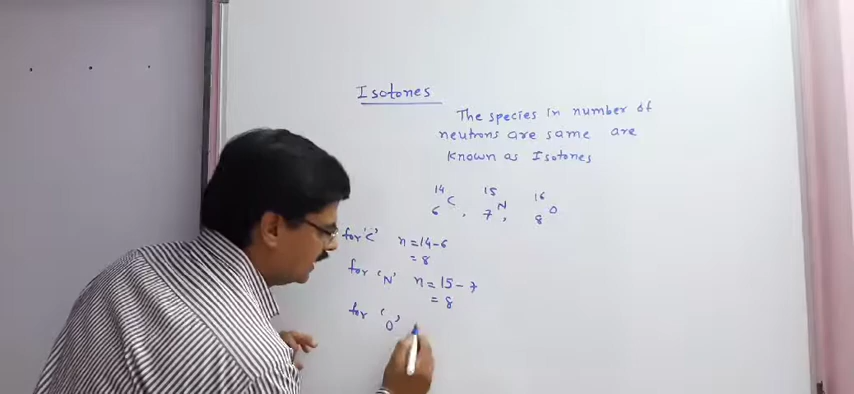 Isotones
The species in number of
neutrons are same are
known as Isotones
14 6 C, 15 7 N, 16 8 O
for 'C' n = 14 - 6
= 8
for 'N' n = 15 - 7
= 8
for 'O'